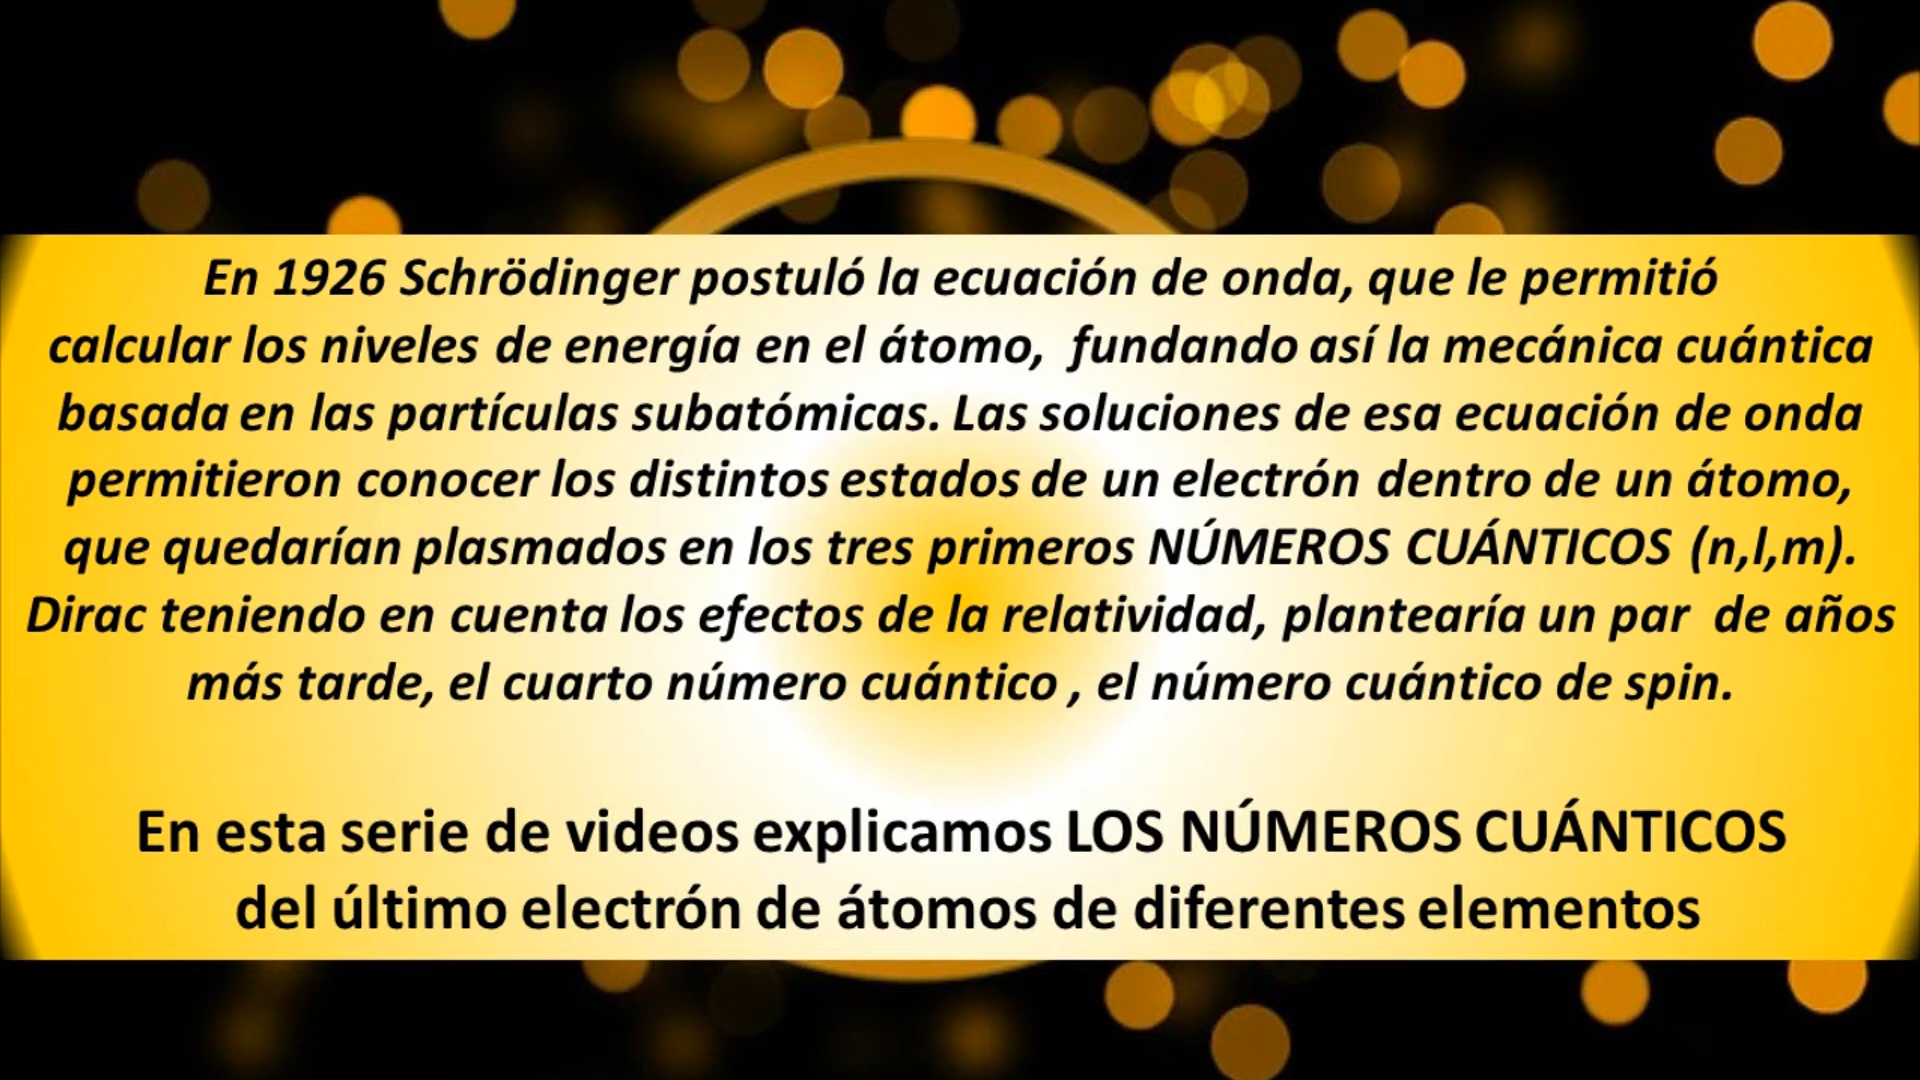 En 1926 Schrödinger postuló la ecuación de onda, que le permitió
calcular los niveles de energía en el átomo, fundando así la mecánica cuántica
basada en las partículas subatómicas. Las soluciones de esa ecuación de onda
permitieron conocer los distintos estados de un electrón dentro de un átomo,
que quedarían plasmados en los tres primeros NÚMEROS CUÁNTICOS (n,l,m).
Dirac teniendo en cuenta los efectos de la relatividad, plantearía un par de años
más tarde, el cuarto número cuántico , el número cuántico de spin.
En esta serie de videos explicamos LOS NÚMEROS CUÁNTICOS
del último electrón de átomos de diferentes elementos